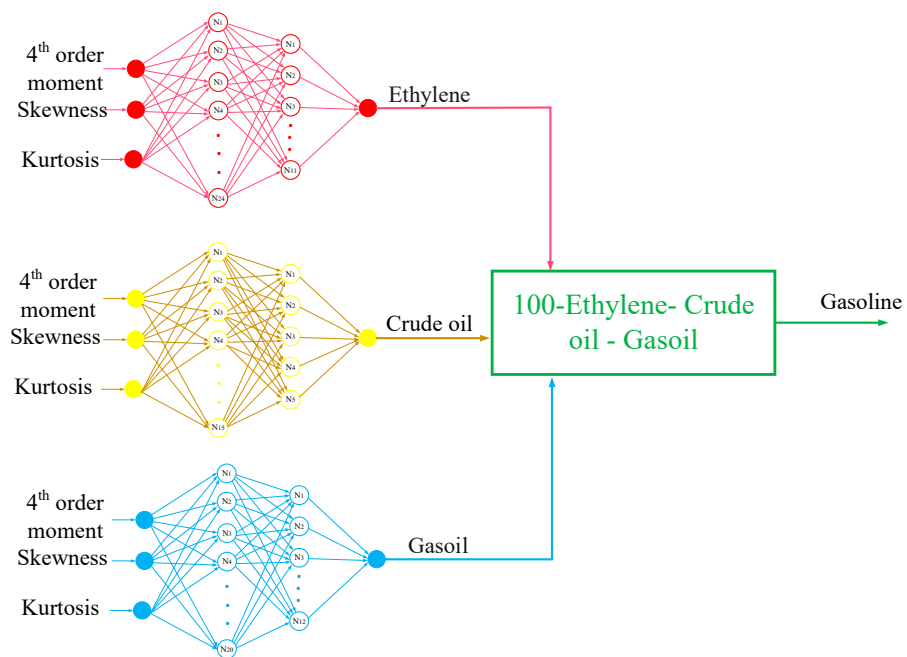 4th order
moment
Skewness
Kurtosis
N1
N2
N3
N4
N24
N1
N2
N3
N11
Ethylene
4th order
moment
Skewness
Kurtosis
N1
N2
N3
N4
N15
N1
N2
N3
N4
N5
Crude oil
4th order
moment
Skewness
Kurtosis
N1
N2
N3
N4
N20
N1
N2
N3
N12
Gasoil
100-Ethylene- Crude
oil - Gasoil
Gasoline